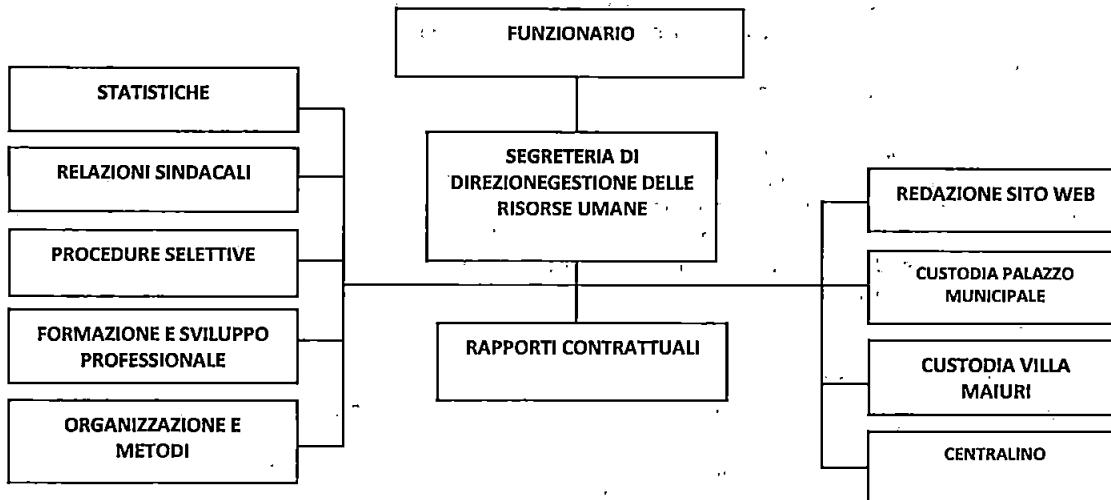 FUNZIONARIO
STATISTICHE
RELAZIONI SINDACALI
PROCEDURE SELETTIVE
FORMAZIONE E SVILUPPO
PROFESSIONALE
ORGANIZZAZIONE E
METODI
SEGRETERIA DI
DIREZIONEGESTIONE DELLE
RISORSE UMANE
RAPPORTI CONTRATTUALI
REDAZIONE SITO WEB
CUSTODIA PALAZZO
MUNICIPALE
CUSTODIA VILLA
MAIURI
CENTRALINO